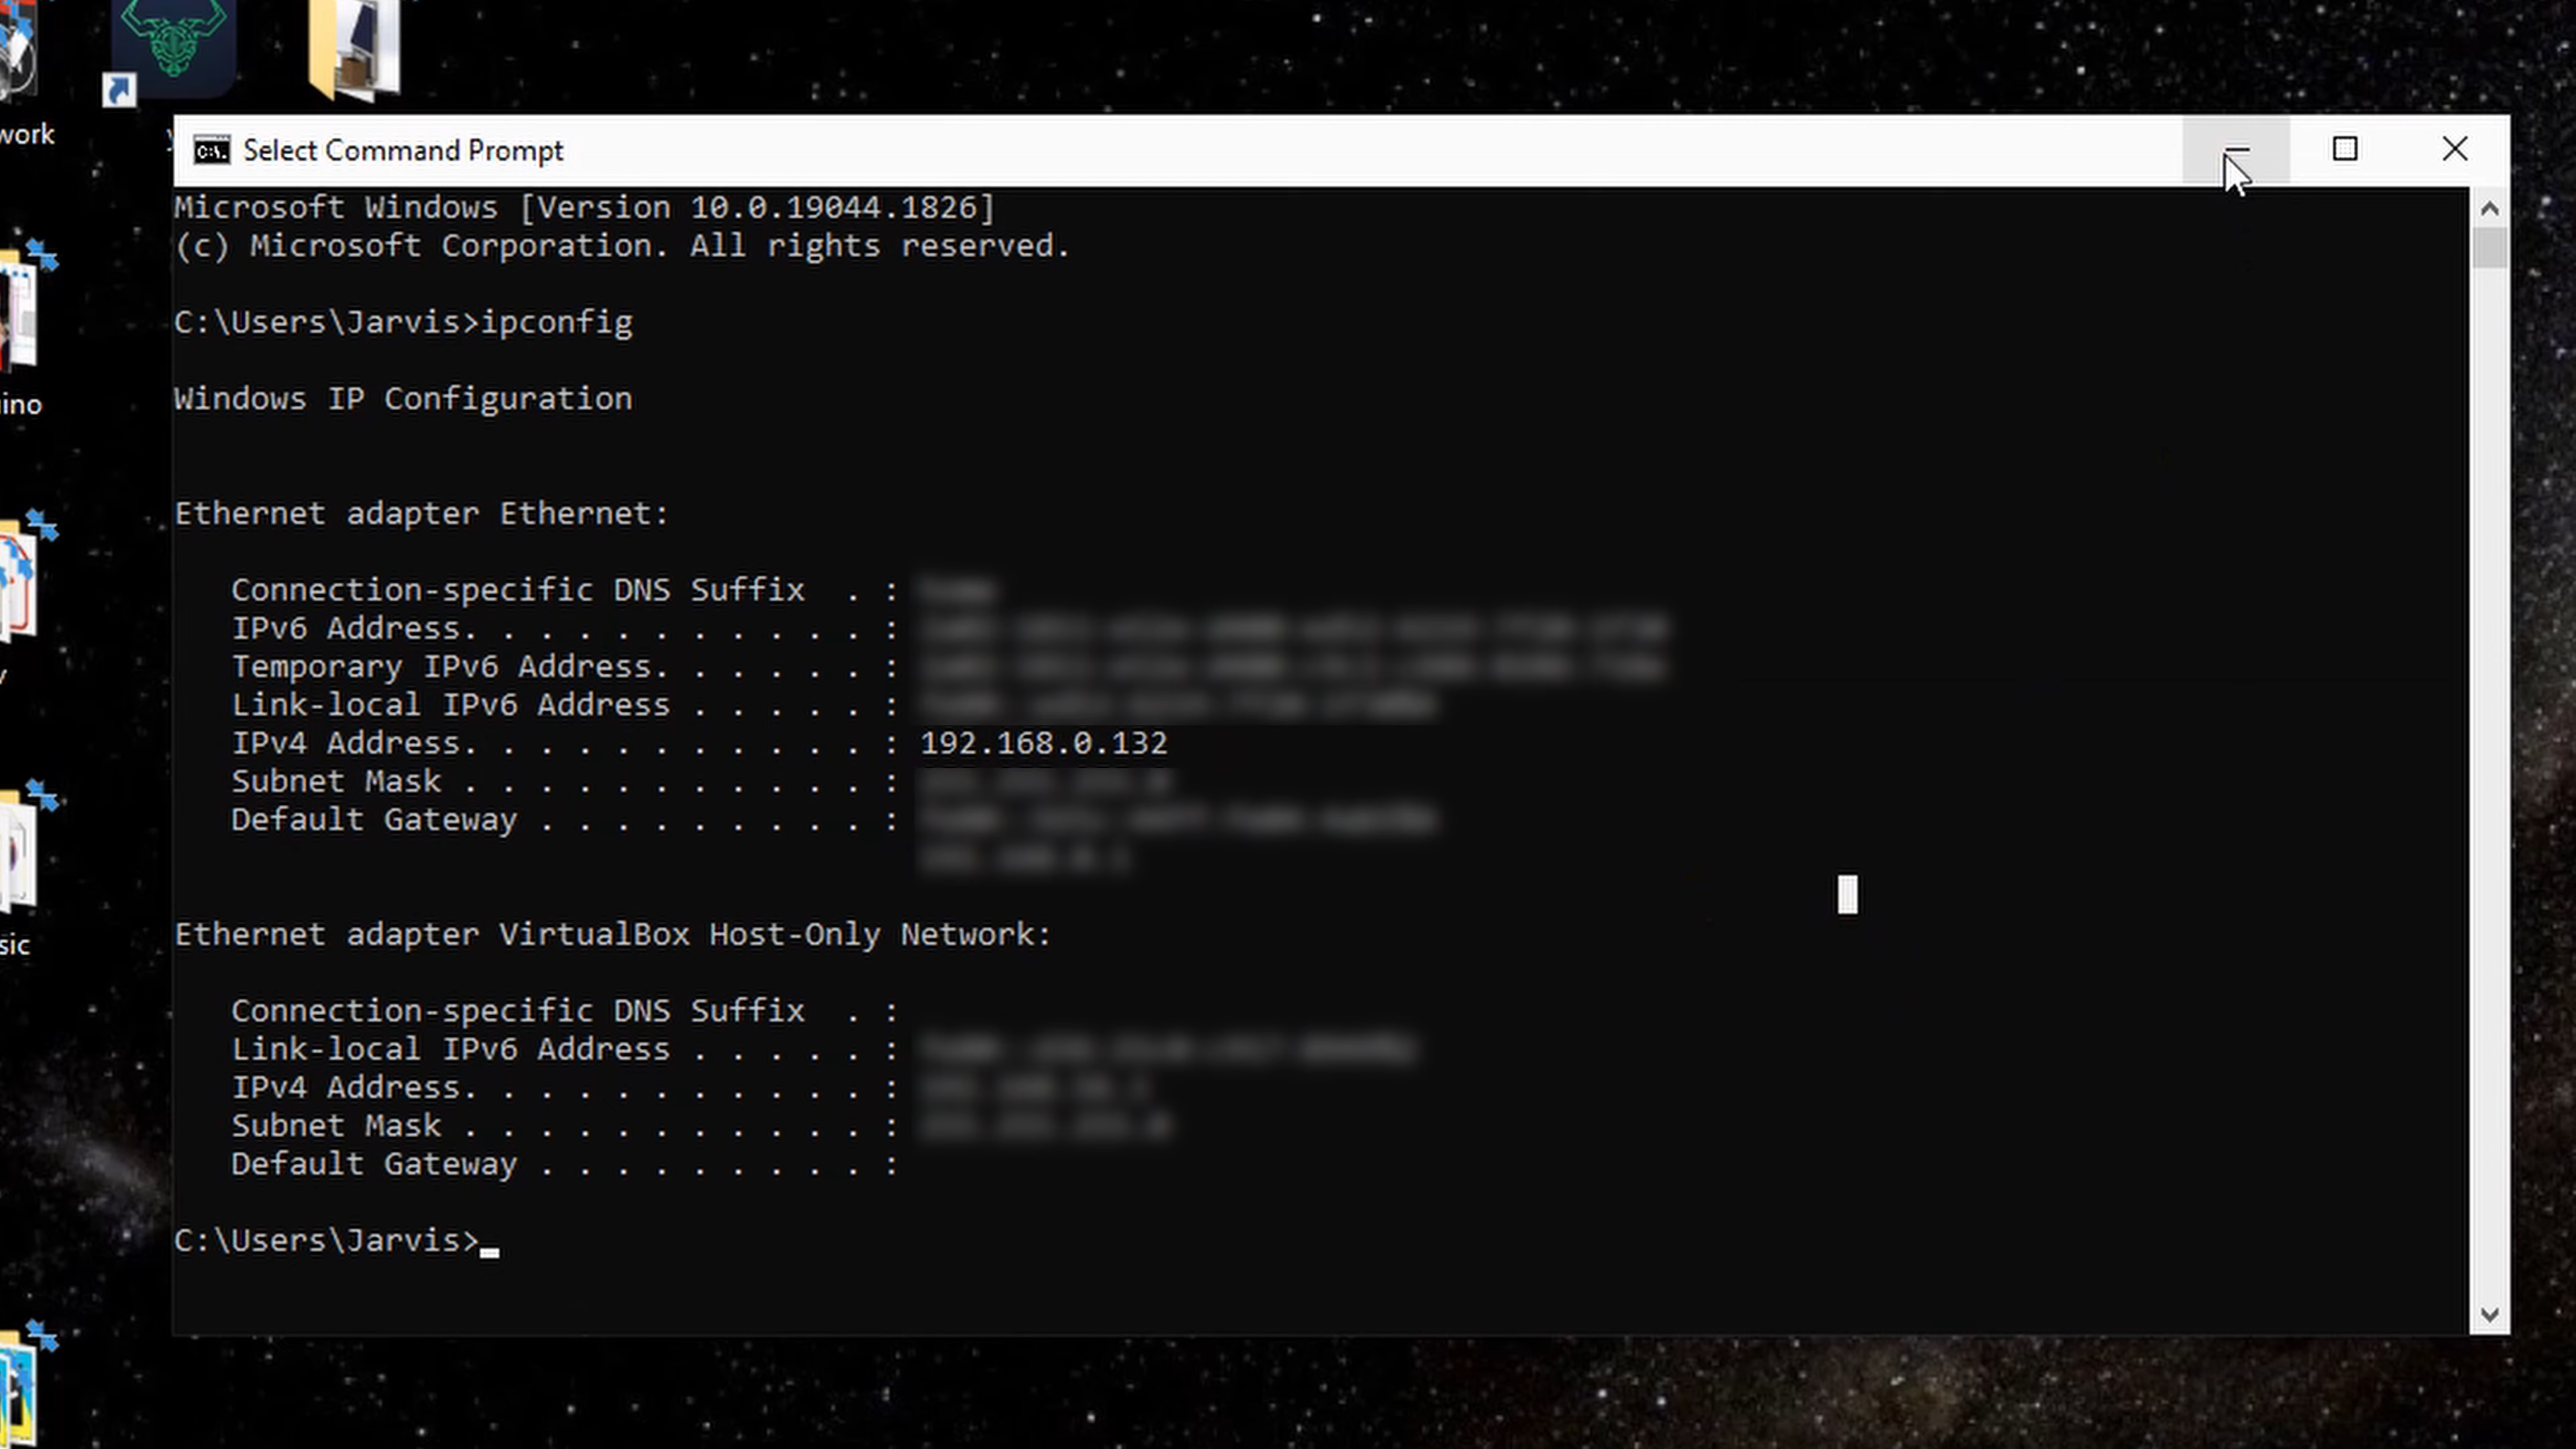 work
ino
sic
Select Command Prompt
Microsoft Windows [Version 10.0.19044.1826]
(c) Microsoft Corporation. All rights reserved.
C:\Users\Jarvis>ipconfig
Windows IP Configuration
Ethernet adapter Ethernet:
Connection-specific DNS Suffix . :
IPv6 Address. . . . . . . . . . . :
Temporary IPv6 Address. . . . . . :
Link-local IPv6 Address . . . . . :
IPv4 Address. . . . . . . . . . . : 192.168.0.132
Subnet Mask . . . . . . . . . . . :
Default Gateway . . . . . . . . . :
Ethernet adapter VirtualBox Host-Only Network:
Connection-specific DNS Suffix . :
Link-local IPv6 Address . . . . . :
IPv4 Address. . . . . . . . . . . :
Subnet Mask . . . . . . . . . . . :
Default Gateway . . . . . . . . . :
C:\Users\Jarvis>